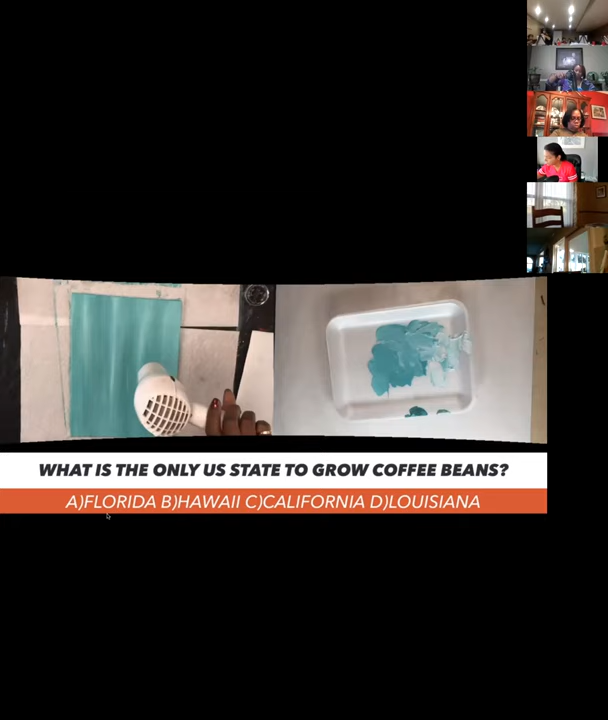 WHAT IS THE ONLY US STATE TO GROW COFFEE BEANS?
A)FLORIDA B)HAWAII C)CALIFORNIA D)LOUISIANA